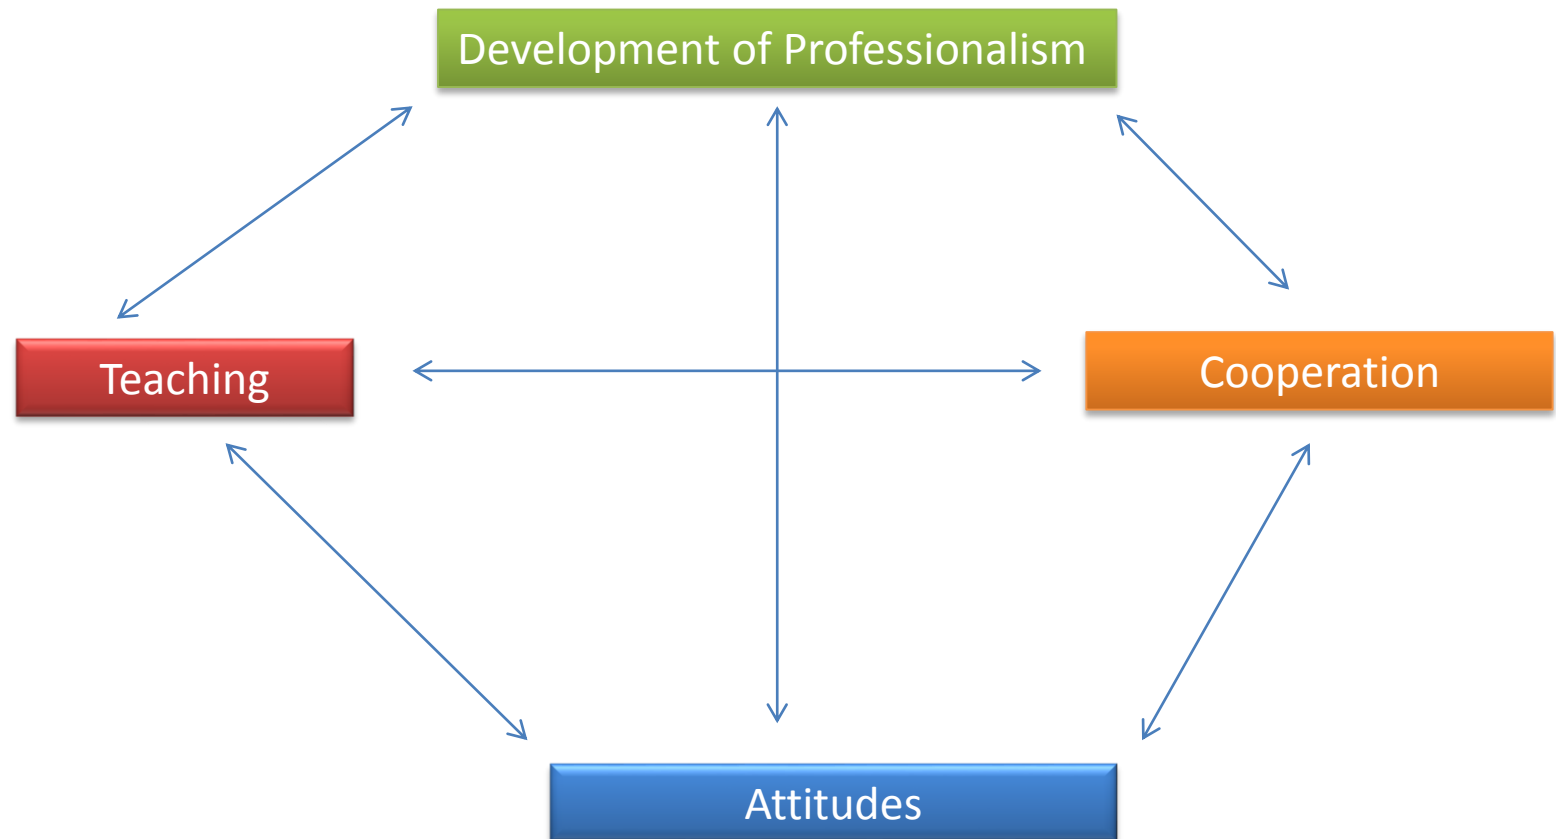 Development of Professionalism
Teaching
Cooperation
Attitudes